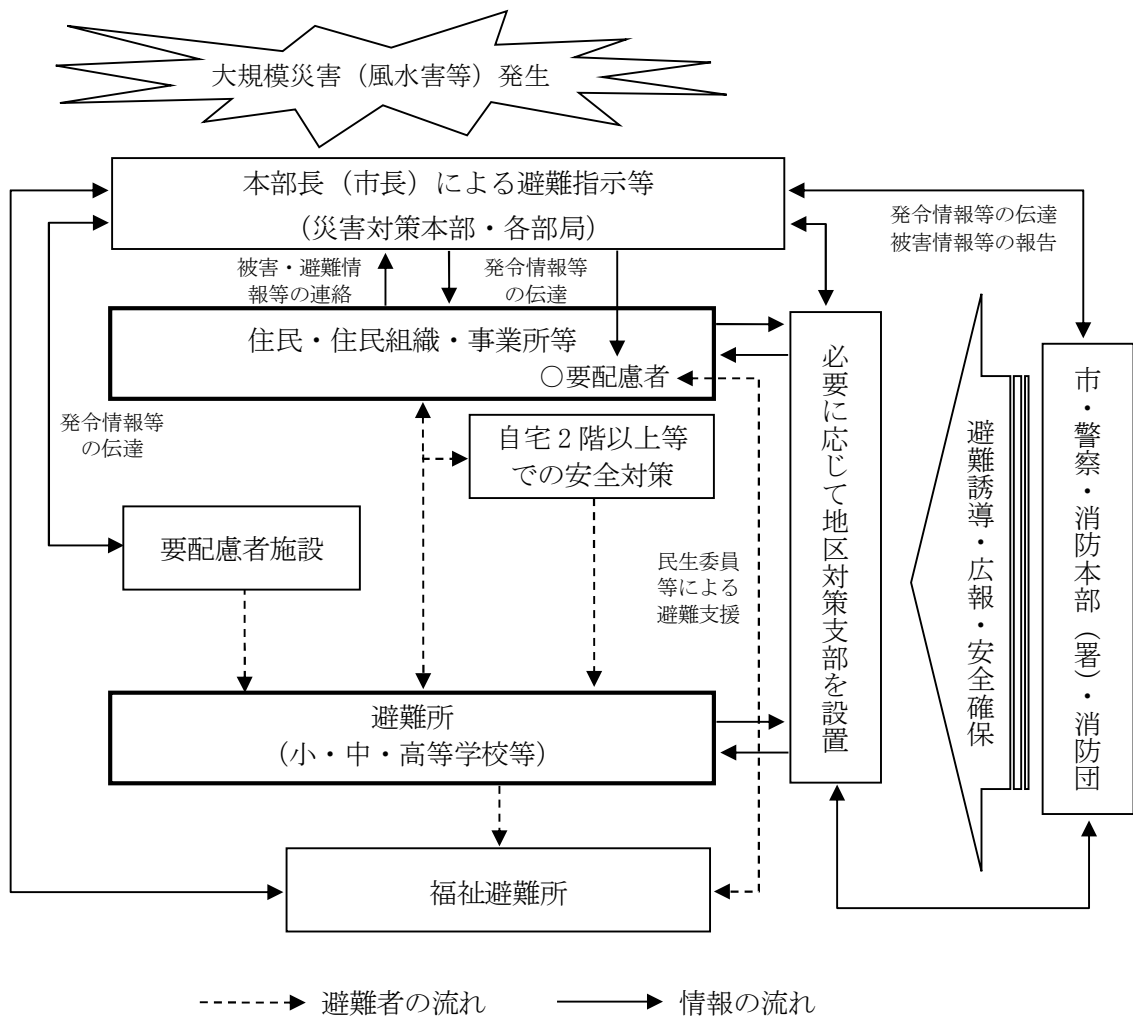 大規模災害（風水害等）発生
本部長（市長）による避難指示等
（災害対策本部・各部局）
発令情報等の伝達
被害情報等の報告
被害・避難情
報等の連絡
発令情報等
の伝達
住民・住民組織・事業所等
○要配慮者
発令情報等
の伝達
自宅２階以上等
での安全対策
要配慮者施設
民生委員
等による
避難支援
必要に応じて地区対策支部を設置
避難誘導・広報・安全確保
市・警察・消防本部（署）・消防団
避難所
（小・中・高等学校等）
福祉避難所
避難者の流れ
情報の流れ